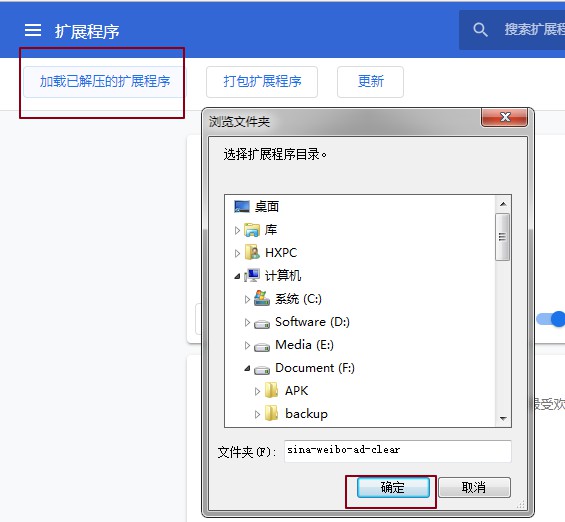 扩展程序
搜索扩展程
加载已解压的扩展程序
打包扩展程序
更新
浏览文件夹
选择扩展程序目录。
桌面
库
HXPC
计算机
系统 (C:)
Software (D:)
Media (E:)
Document (F:)
APK
backup
最受欢
文件夹(F): sina-weibo-ad-clear
确定
取消